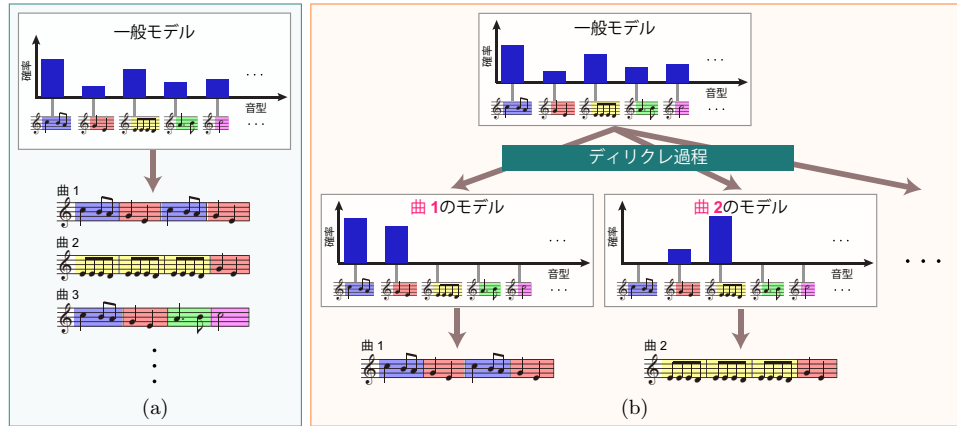 一般モデル
確率
・・・
音型
・・・
曲 1
曲 2
曲 3
(a)
一般モデル
確率
・・・
音型
・・・
ディリクレ過程
曲 1のモデル
確率
・・・
音型
・・・
曲 2のモデル
確率
・・・
音型
・・・
・・・
曲 1
曲 2
(b)